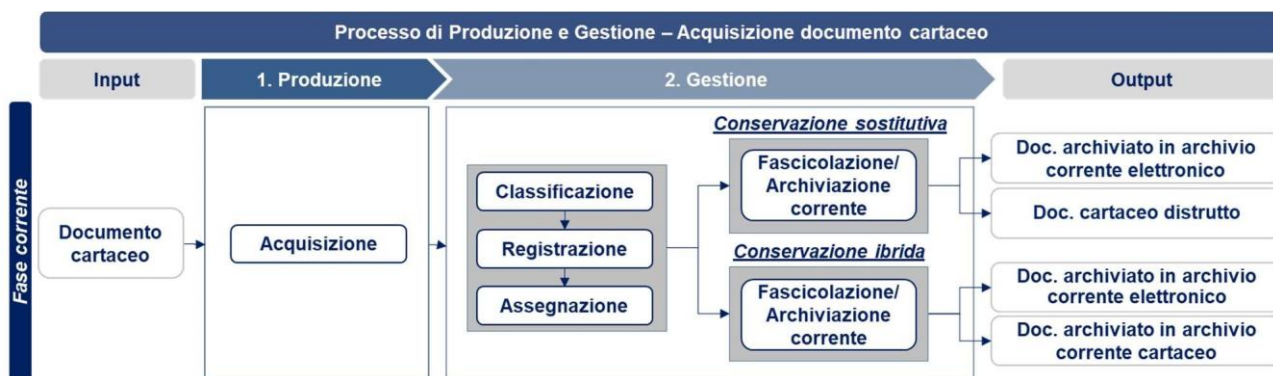 Processo di Produzione e Gestione – Acquisizione documento cartaceo
Input
1. Produzione
2. Gestione
Output
Fase corrente
Documento
cartaceo
Acquisizione
Classificazione
Registrazione
Assegnazione
Conservazione sostitutiva
Fascicolazione/
Archiviazione
corrente
Conservazione ibrida
Fascicolazione/
Archiviazione
corrente
Doc. archiviato in archivio
corrente elettronico
Doc. cartaceo distrutto
Doc. archiviato in archivio
corrente elettronico
Doc. archiviato in archivio
corrente cartaceo